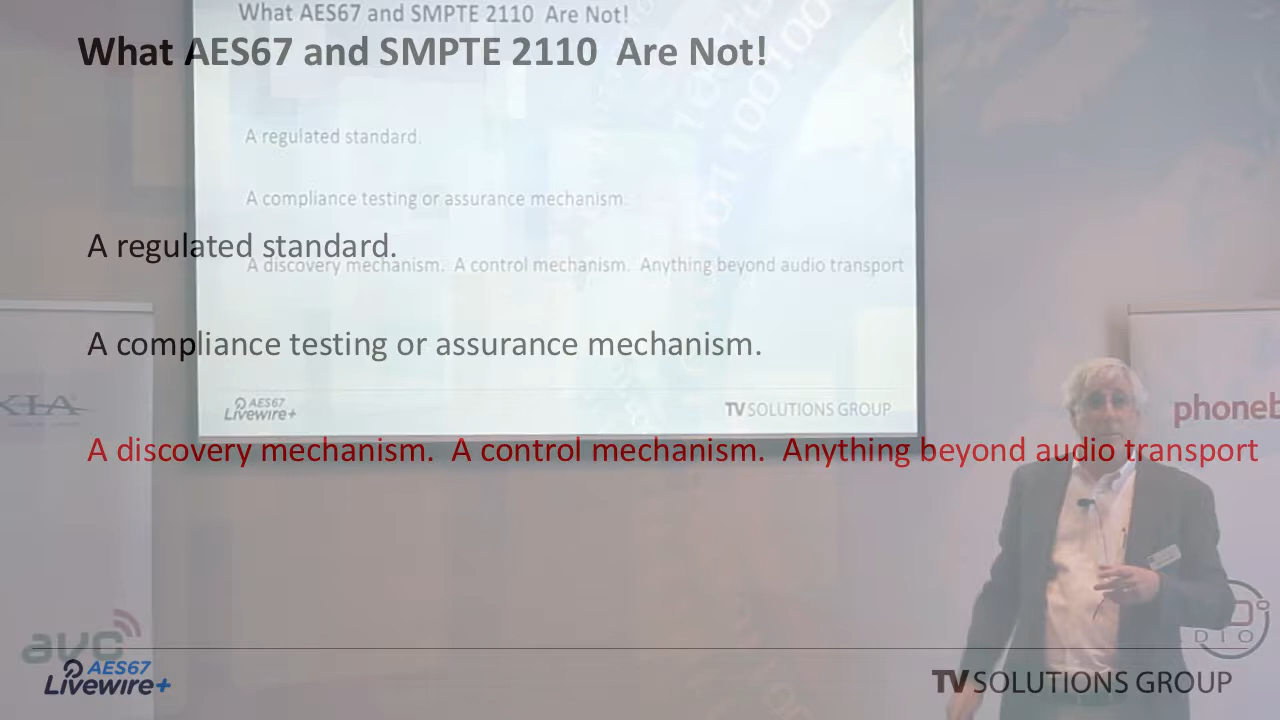 What AES67 and SMPTE 2110 Are Not!
What AES67 and SMPTE 2110 Are Not!
A regulated standard.
A compliance testing or assurance mechanism.
A regulated standard.
A discovery mechanism. A control mechanism. Anything beyond audio transport
A compliance testing or assurance mechanism.
AES67
Livewire+
TV SOLUTIONS GROUP
phoneb
A discovery mechanism. A control mechanism. Anything beyond audio transport
avc
DIO
AES67
Livewire+
TV SOLUTIONS GROUP